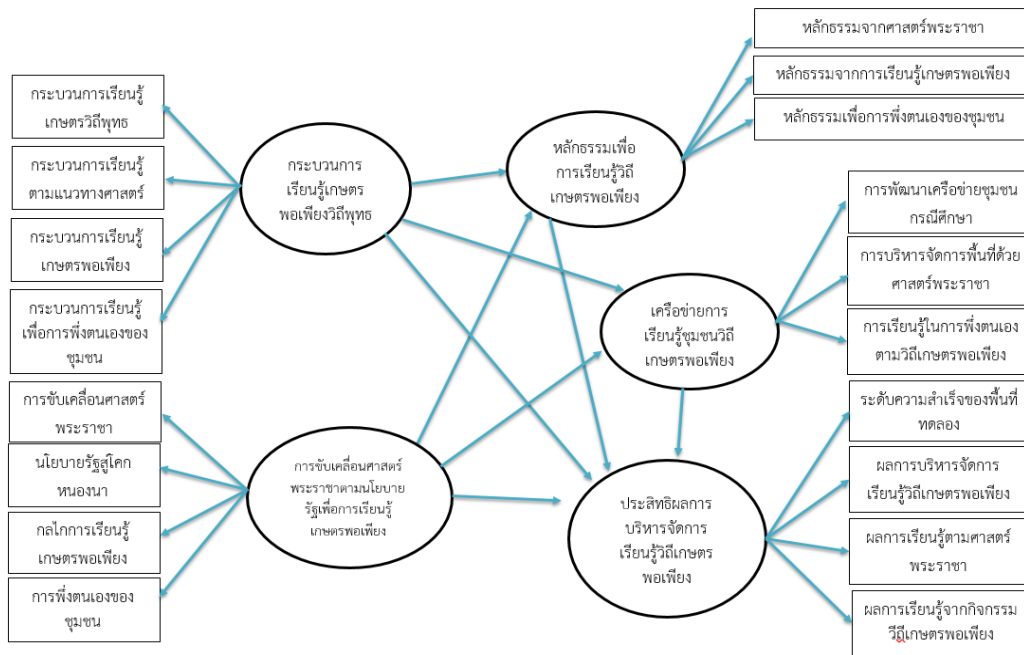 กระบวนการเรียนรู้
เกษตรวิถีพุทธ
กระบวนการเรียนรู้
ตามแนวทางศาสตร์
กระบวนการเรียนรู้
เกษตรพอเพียง
กระบวนการเรียนรู้
เพื่อการพึ่งตนเองของ
ชุมชน
การขับเคลื่อนศาสตร์
พระราชา
นโยบายรัฐสู่โคก
หนองนา
กลไกการเรียนรู้
เกษตรพอเพียง
การพึ่งตนเองของ
ชุมชน
กระบวนการ
เรียนรู้เกษตร
พอเพียงวิถีพุทธ
การขับเคลื่อนศาสตร์
พระราชาตามนโยบาย
รัฐเพื่อการเรียนรู้
เกษตรพอเพียง
หลักธรรมเพื่อ
การเรียนรู้วิถี
เกษตรพอเพียง
เครือข่ายการ
เรียนรู้ชุมชนวิถี
เกษตรพอเพียง
ประสิทธิผลการ
บริหารจัดการ
เรียนรู้วิถีเกษตร
พอเพียง
หลักธรรมจากศาสตร์พระราชา
หลักธรรมจากการเรียนรู้เกษตรพอเพียง
หลักธรรมเพื่อการพึ่งตนเองของชุมชน
การพัฒนาเครือข่ายชุมชน
กรณีศึกษา
การบริหารจัดการพื้นที่ด้วย
ศาสตร์พระราชา
การเรียนรู้ในการพึ่งตนเอง
ตามวิถีเกษตรพอเพียง
ระดับความสำเร็จของพื้นที่
ทดลอง
ผลการบริหารจัดการ
เรียนรู้วิถีเกษตรพอเพียง
ผลการเรียนรู้ตามศาสตร์
พระราชา
ผลการเรียนรู้จากกิจกรรม
วีถีเกษตรพอเพียง